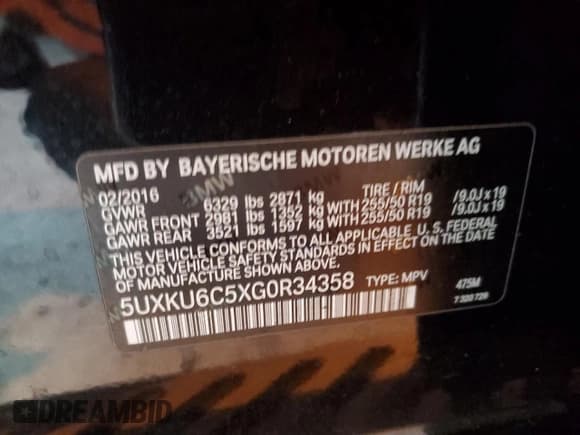 MFD BY BAYERISCHE MOTOREN WERKE AG
02/2016 TIRE / RIM
GVWR 6329 lbs 2871 kg
GAWR FRONT 2981 lbs 1352 kg WITH 255/50 R19 /9.0J x 19
GAWR REAR 3521 lbs 1597 kg WITH 255/50 R19 /9.0J x 19
THIS VEHICLE CONFORMS TO ALL APPLICABLE U. S. FEDERAL
MOTOR VEHICLE SAFETY STANDARDS IN EFFECT ON THE DATE
OF MANUFACTURE SHOWN ABOVE.
5UXKU6C5XG0R34358 TYPE: MPV 475M
7 320 726
DREAMBID